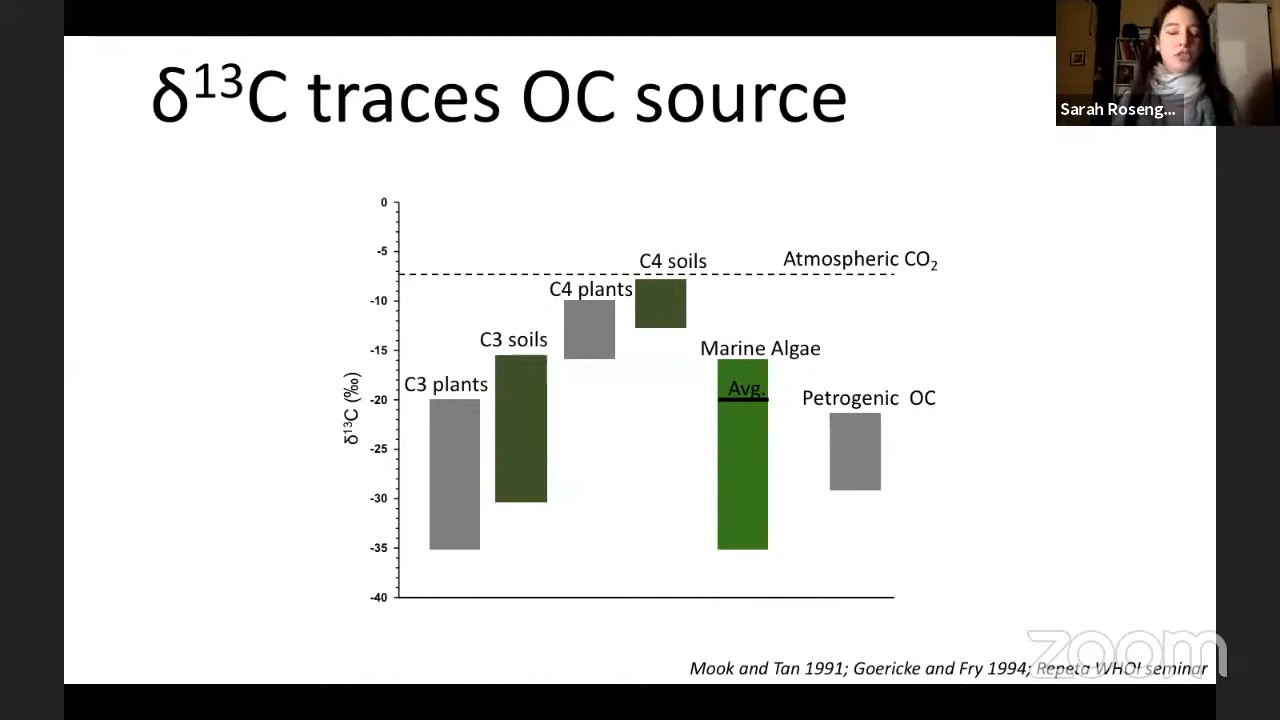 δ¹³C traces OC source
Sarah Roseng...
0
-5
-10
-15
-20
-25
-30
-35
-40
δ¹³C (‰)
C3 plants
C3 soils
C4 plants
C4 soils
Atmospheric CO₂
Marine Algae
Avg.
Petrogenic OC
Mook and Tan 1991; Goericke and Fry 1994; Repeta WHOI seminar
zoom